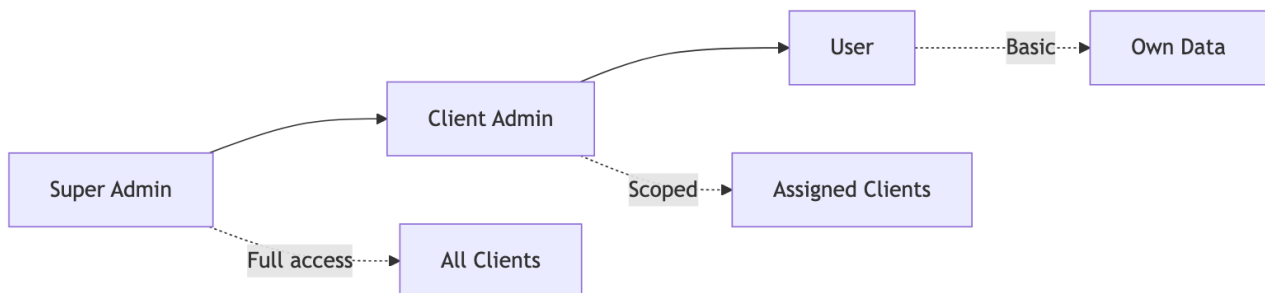 User
Basic
Own Data
Client Admin
Super Admin
Scoped
Assigned Clients
Full access
All Clients